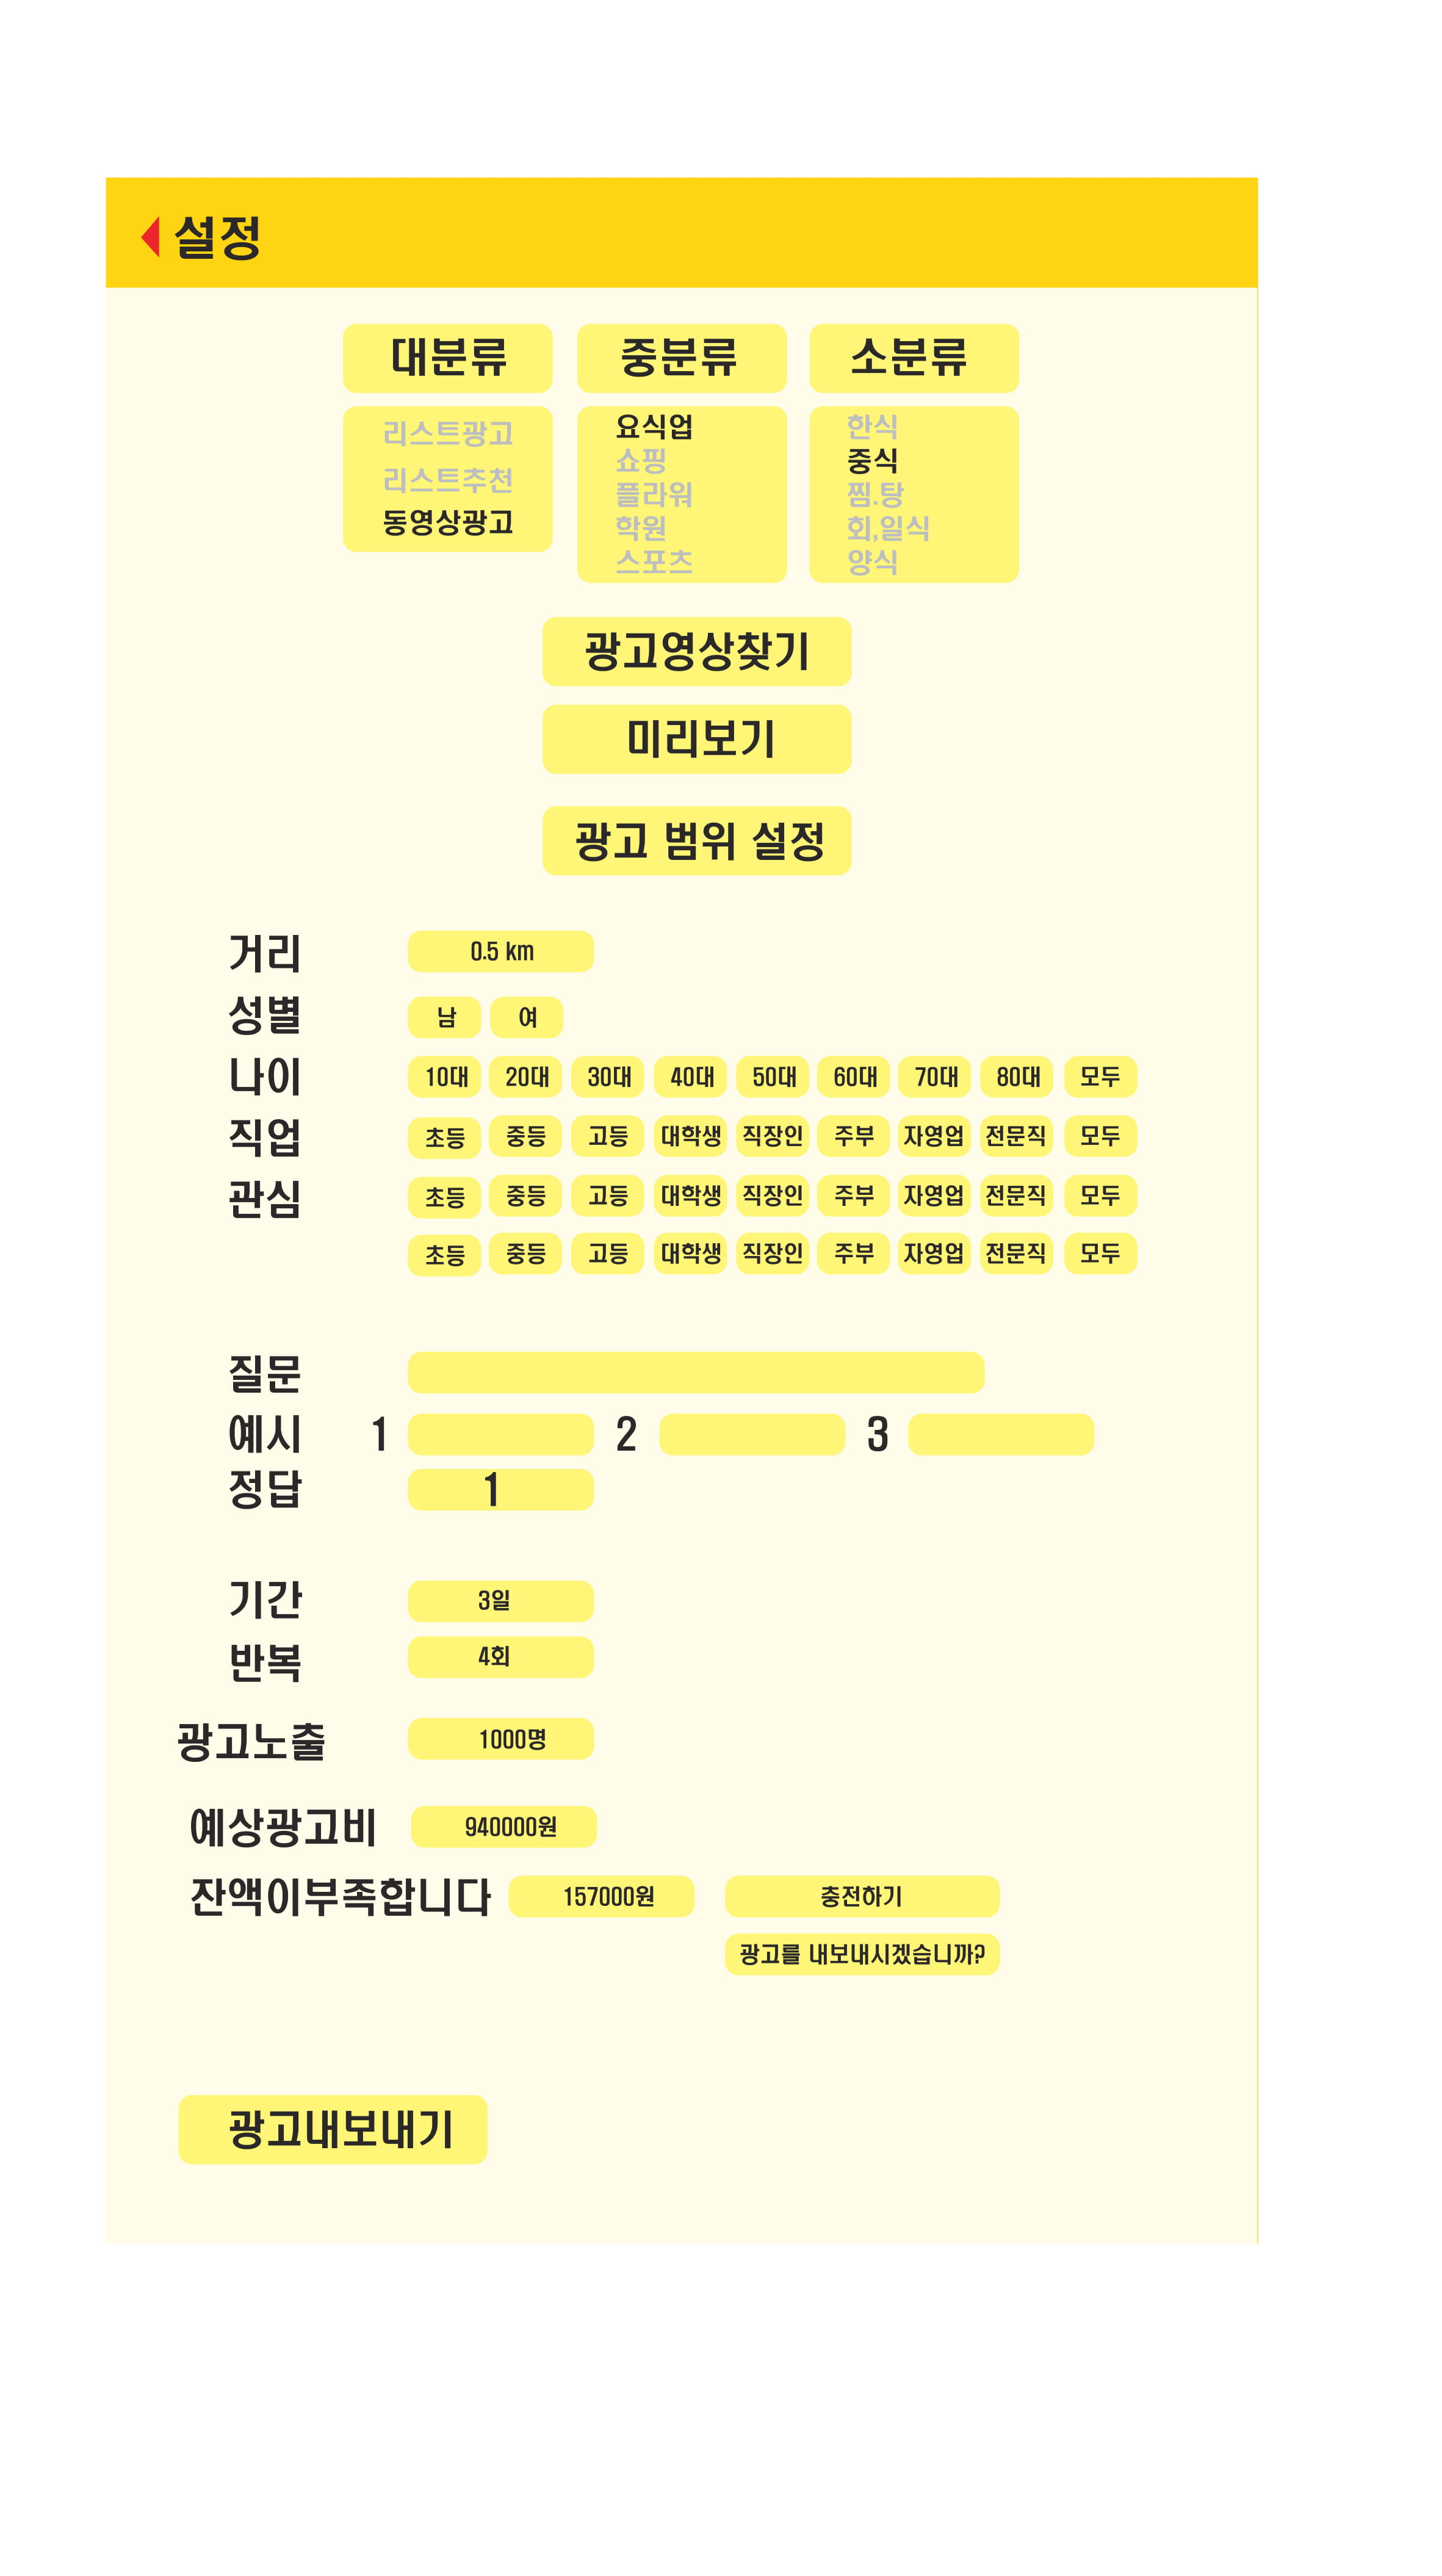 설정
대분류 중분류 소분류
리스트광고
리스트추천
동영상광고
요식업
쇼핑
플라워
학원
스포츠
한식
중식
찜.탕
회,일식
양식
광고영상찾기
미리보기
광고 범위 설정
거리 0.5 km
성별 남 여
나이 10대 20대 30대 40대 50대 60대 70대 80대 모두
직업 초등 중등 고등 대학생 직장인 주부 자영업 전문직 모두
관심 초등 중등 고등 대학생 직장인 주부 자영업 전문직 모두
초등 중등 고등 대학생 직장인 주부 자영업 전문직 모두
질문
예시 1 2 3
정답 1
기간 3일
반복 4회
광고노출 1000명
예상광고비 940000원
잔액이부족합니다 157000원 충전하기
광고를 내보내시겠습니까?
광고내보내기